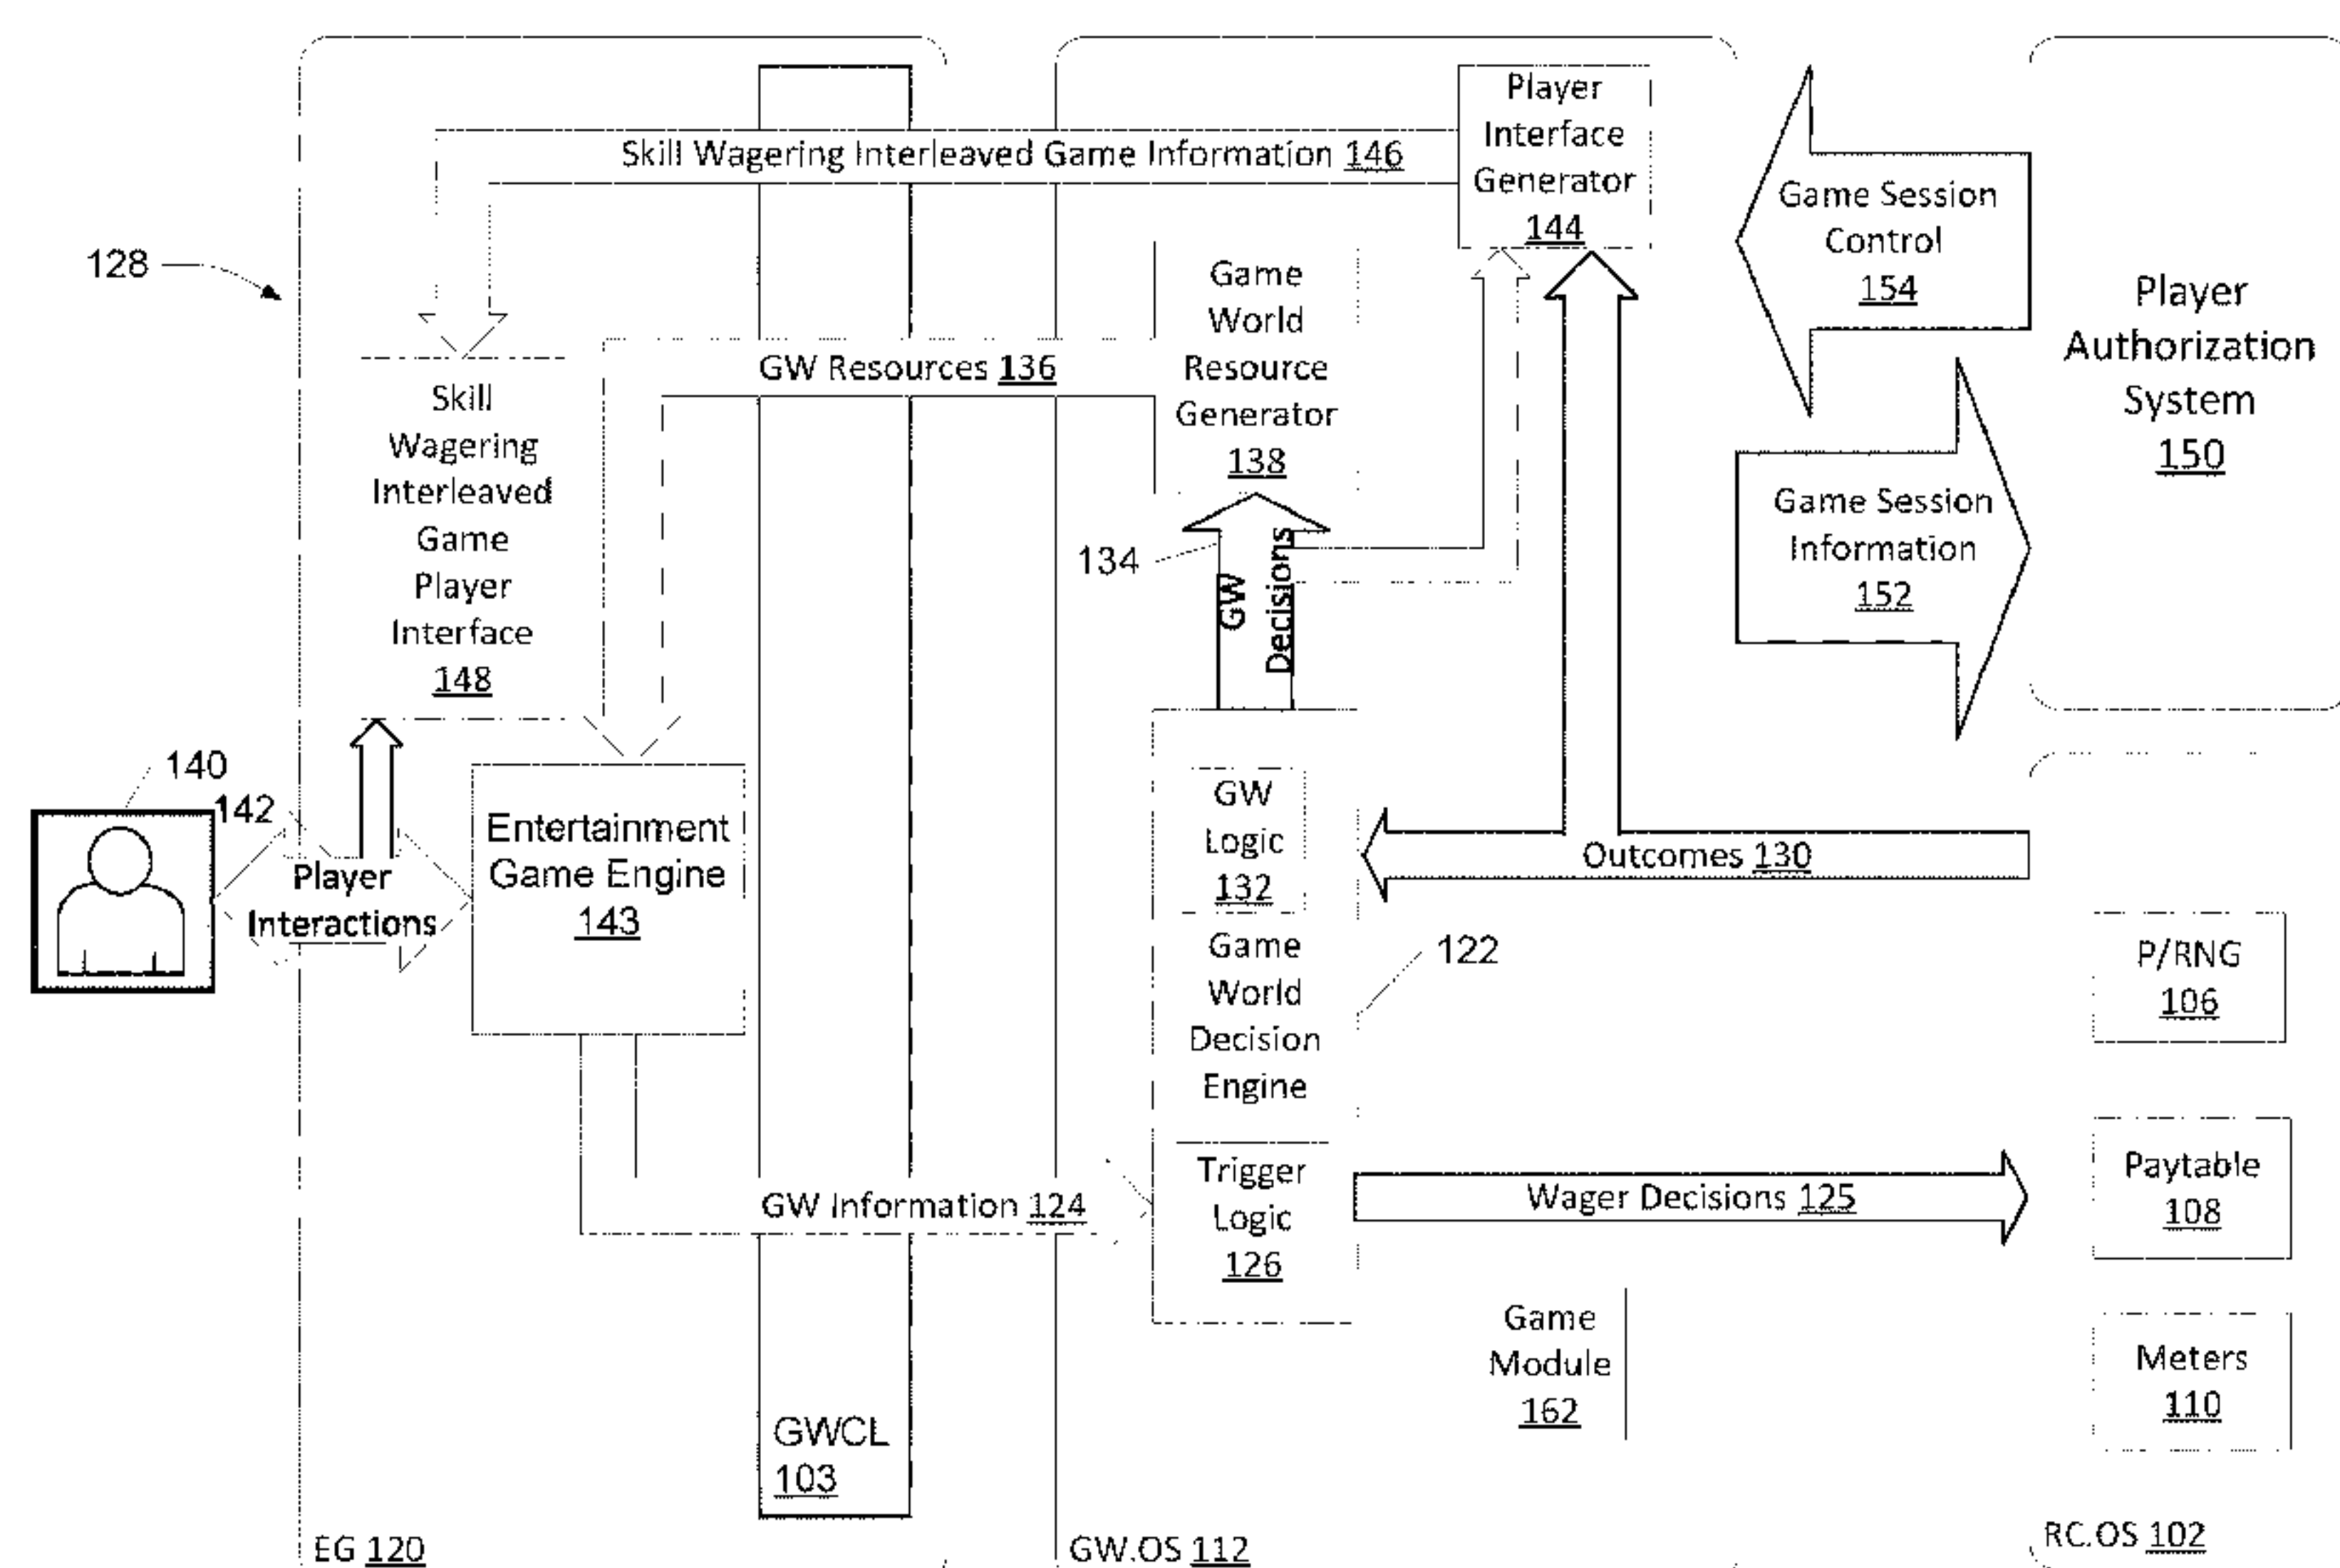 Player
Interface
Generator
144
Skill Wagering Interleaved Game Information 146
Game Session
Control
154
Player
Authorization
System
150
128
Game
World
Resource
Generator
138
GW Resources 136
Skill
Wagering
Interleaved
Game
Player
Interface
148
Game Session
Information
152
134
GW
Decisions
140
142
Player
Interactions
Entertainment
Game Engine
143
GW
Logic
132
Outcomes 130
Game
World
Decision
Engine
122
P/RNG
106
GW Information 124
Trigger
Logic
126
Wager Decisions 125
Paytable
108
Game
Module
162
Meters
110
GWCL
103
EG 120
GW.OS 112
RC.OS 102